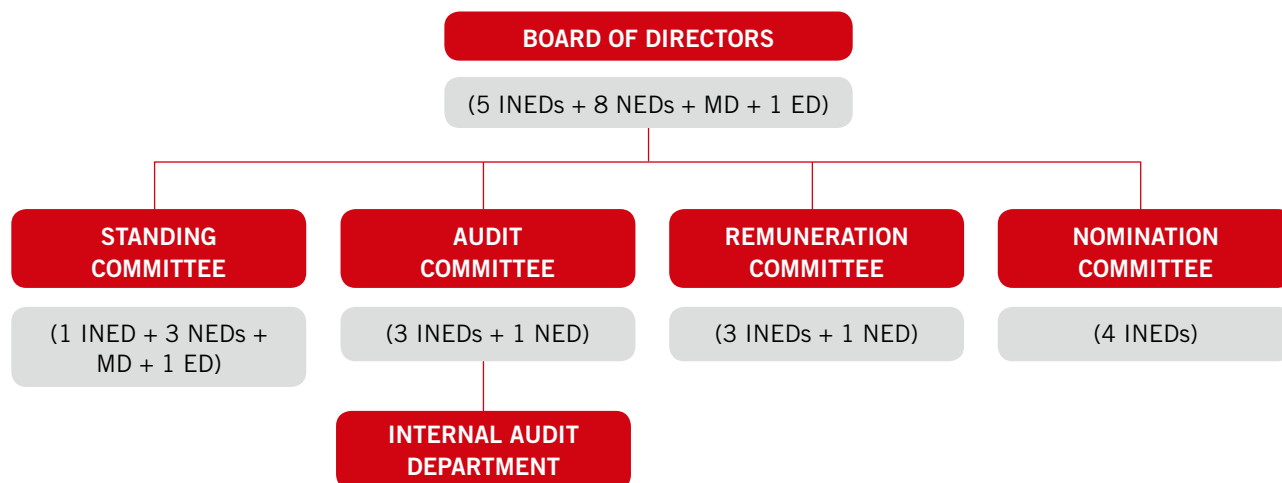 BOARD OF DIRECTORS
(5 INEDs + 8 NEDs + MD + 1 ED)
STANDING
COMMITTEE
(1 INED + 3 NEDs +
MD + 1 ED)
AUDIT
COMMITTEE
(3 INEDs + 1 NED)
INTERNAL AUDIT
DEPARTMENT
REMUNERATION
COMMITTEE
(3 INEDs + 1 NED)
NOMINATION
COMMITTEE
(4 INEDs)